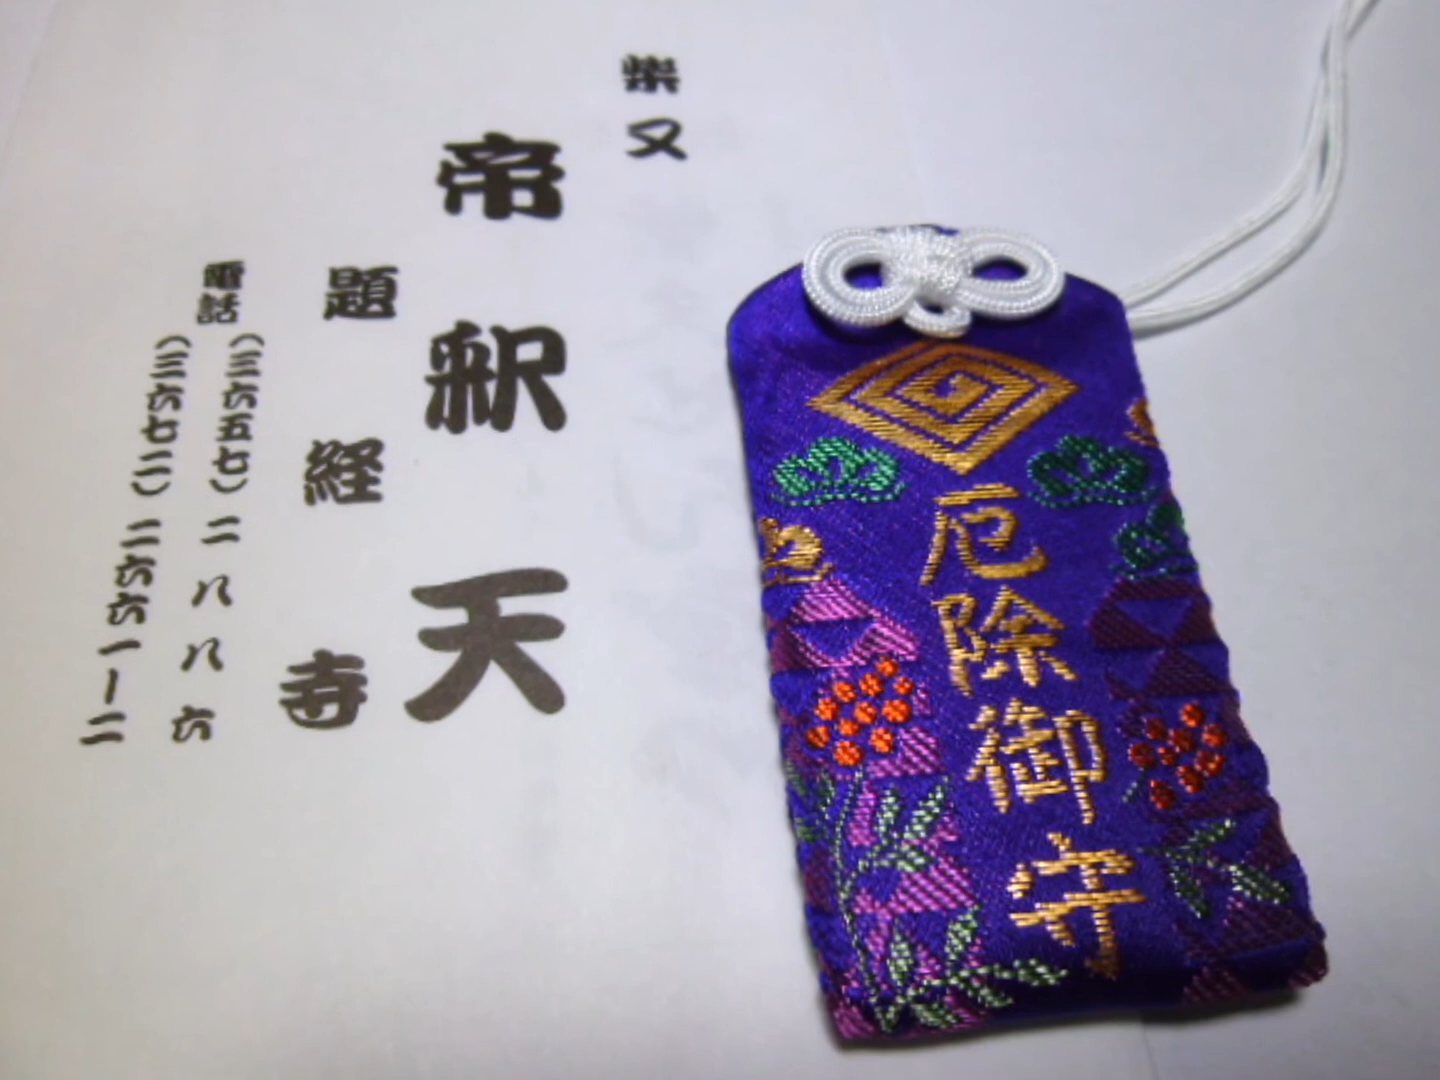 柴又
帝釈天
題経寺
電話
(三六五七)二八八六
(三六七二)二六六一ー二
厄除御守